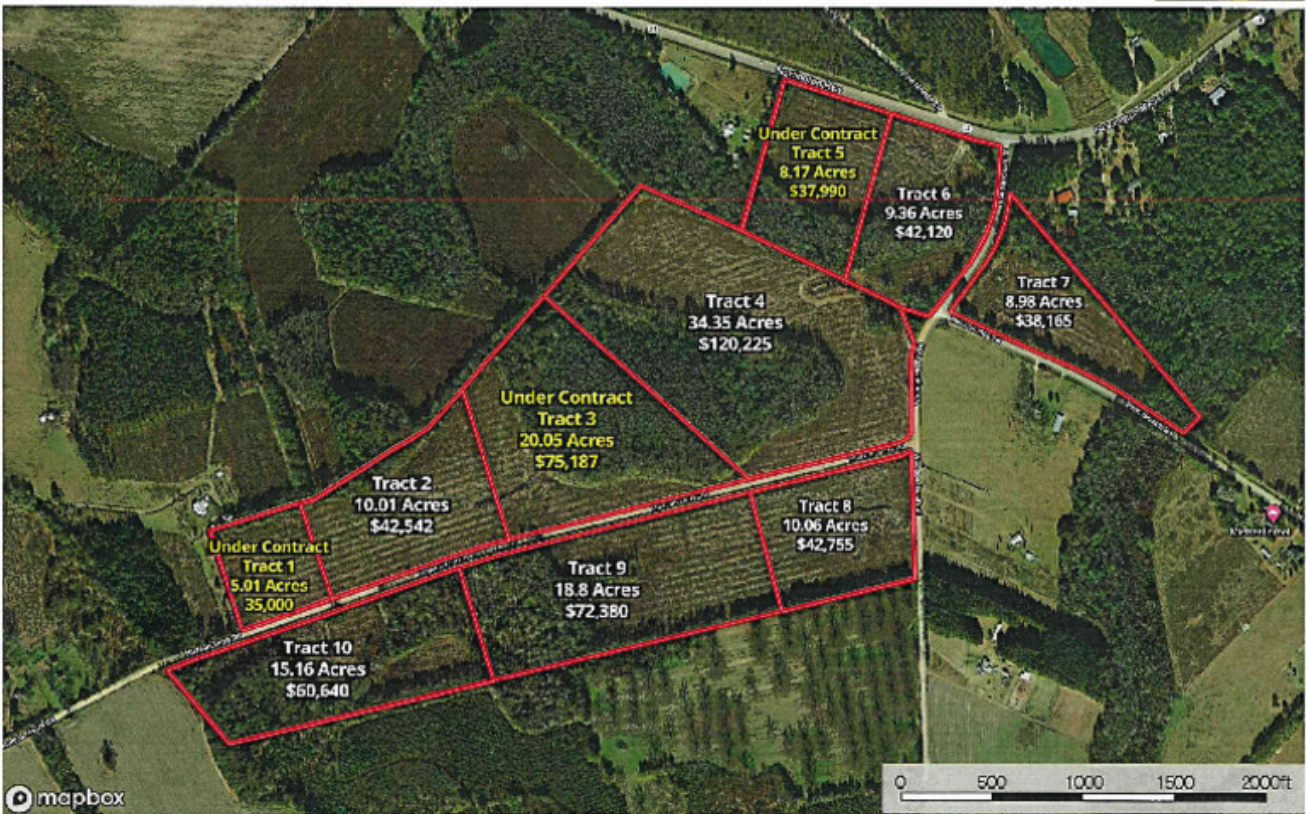 Under Contract
Tract 5
8.17 Acres
$37,990
Tract 6
9.36 Acres
$42,120
Tract 7
8.98 Acres
$38,165
Tract 4
34.35 Acres
$120,225
Under Contract
Tract 3
20.05 Acres
$75,187
Tract 2
10.01 Acres
$42,542
Tract 8
10.06 Acres
$42,755
Under Contract
Tract 1
5.01 Acres
35,000
Tract 9
18.8 Acres
$72,380
Tract 10
15.16 Acres
$60,640
0 500 1000 1500 2000ft
mapbox